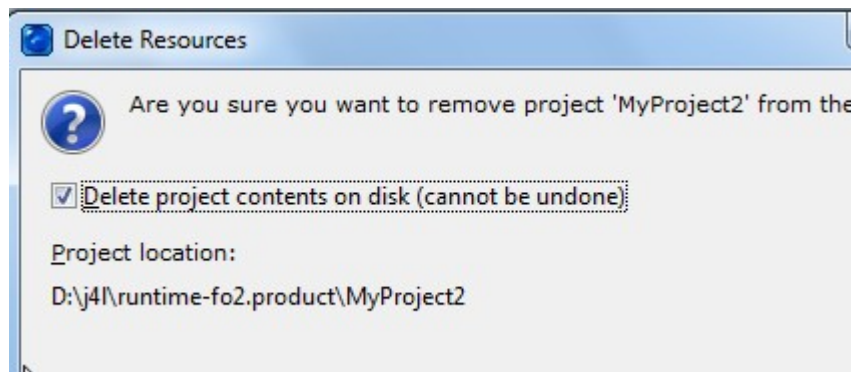 Delete Resources
Are you sure you want to remove project 'MyProject2' from the
Delete project contents on disk (cannot be undone)
Project location:
D:\j4l\runtime-fo2.product\MyProject2